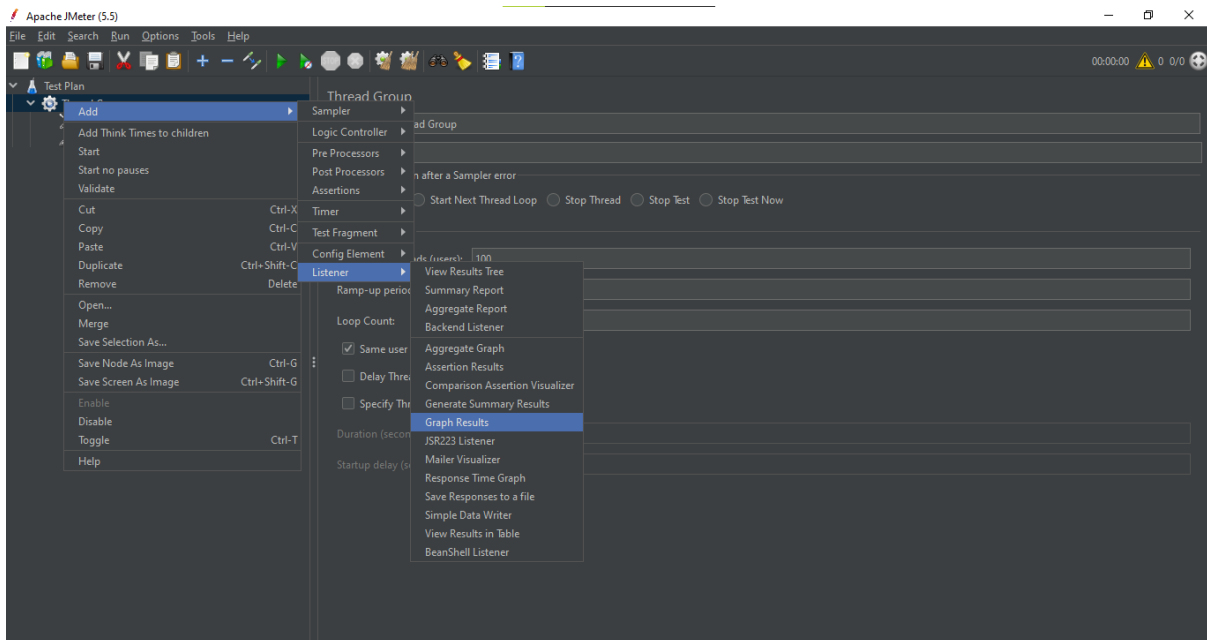 Apache JMeter (5.5)
File Edit Search Run Options Tools Help
00:00:00 0 0/0
Test Plan
Thread Group
Add
Add Think Times to children
Start
Start no pauses
Validate
Cut Ctrl-X
Copy Ctrl-C
Paste Ctrl-V
Duplicate Ctrl+Shift-C
Remove Delete
Open...
Merge
Save Selection As...
Save Node As Image Ctrl-G
Save Screen As Image Ctrl+Shift-G
Enable
Disable
Toggle Ctrl-T
Help
Sampler
Logic Controller
Pre Processors
Post Processors
Assertions
Timer
Test Fragment
Config Element
Listener
View Results Tree
Summary Report
Aggregate Report
Backend Listener
Aggregate Graph
Assertion Results
Comparison Assertion Visualizer
Generate Summary Results
Graph Results
JSR223 Listener
Mailer Visualizer
Response Time Graph
Save Responses to a file
Simple Data Writer
View Results in Table
BeanShell Listener
Group
after a Sampler error
Start Next Thread Loop Stop Thread Stop Test Stop Test Now
(users): 100
Ramp-up period
Loop Count:
Same user
Delay
Specify
Duration
Startup delay